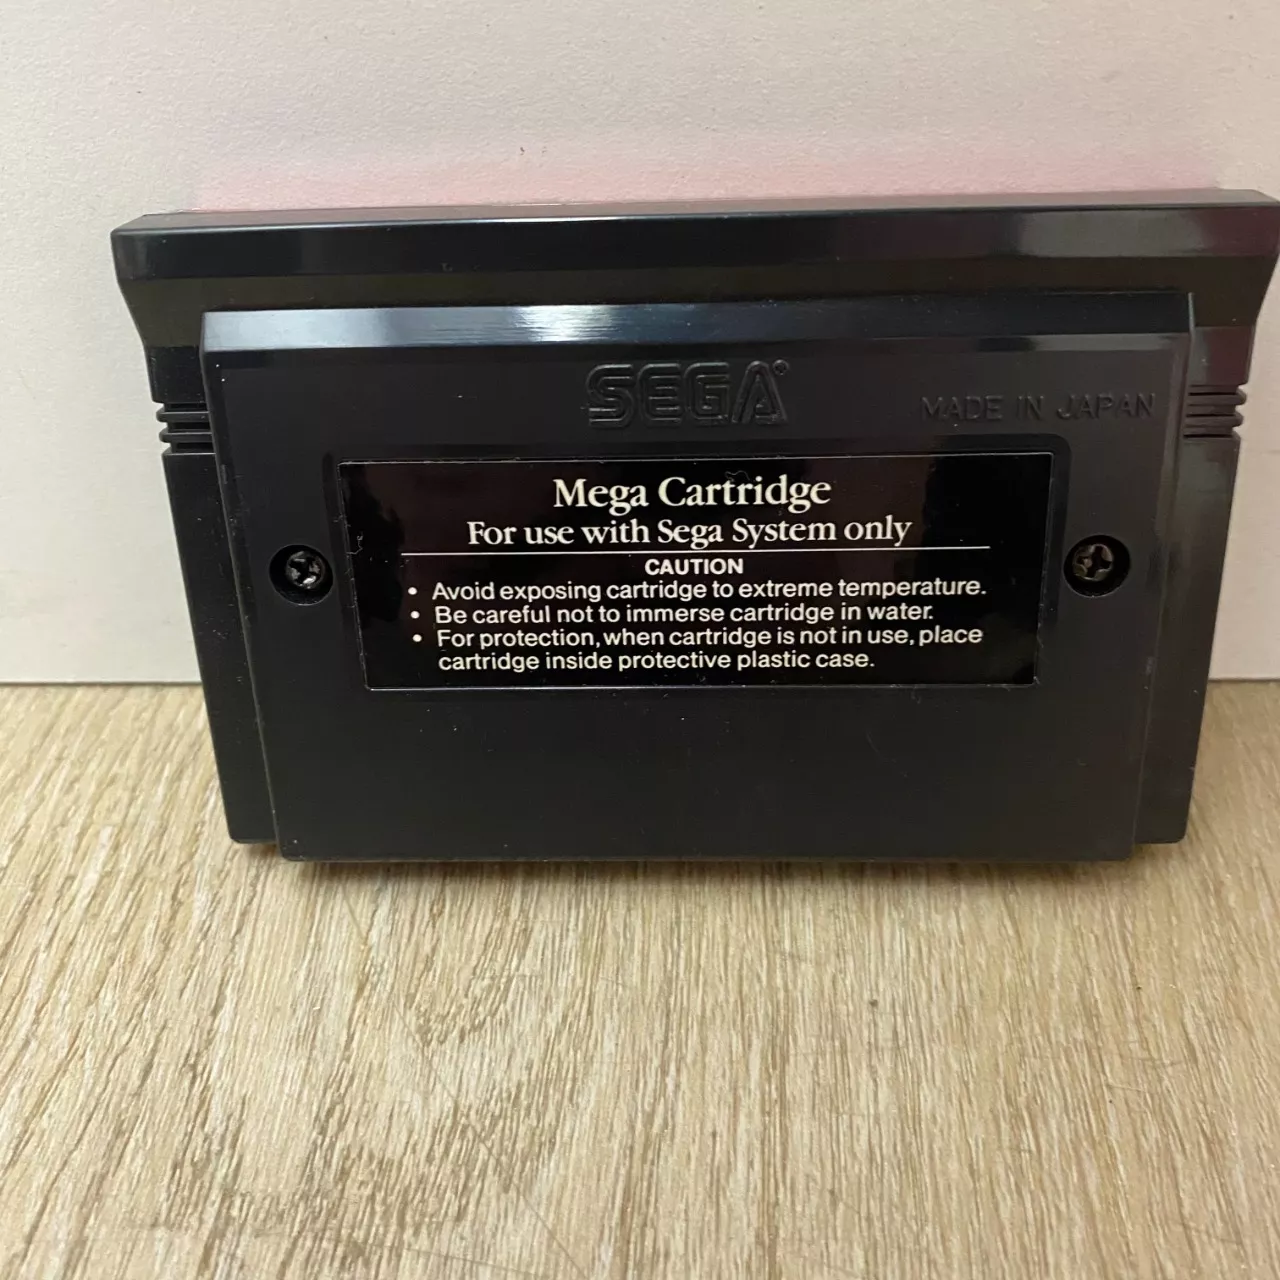 SEGA®
MADE IN JAPAN
Mega Cartridge
For use with Sega System only
CAUTION
• Avoid exposing cartridge to extreme temperature.
• Be careful not to immerse cartridge in water.
• For protection, when cartridge is not in use, place
cartridge inside protective plastic case.